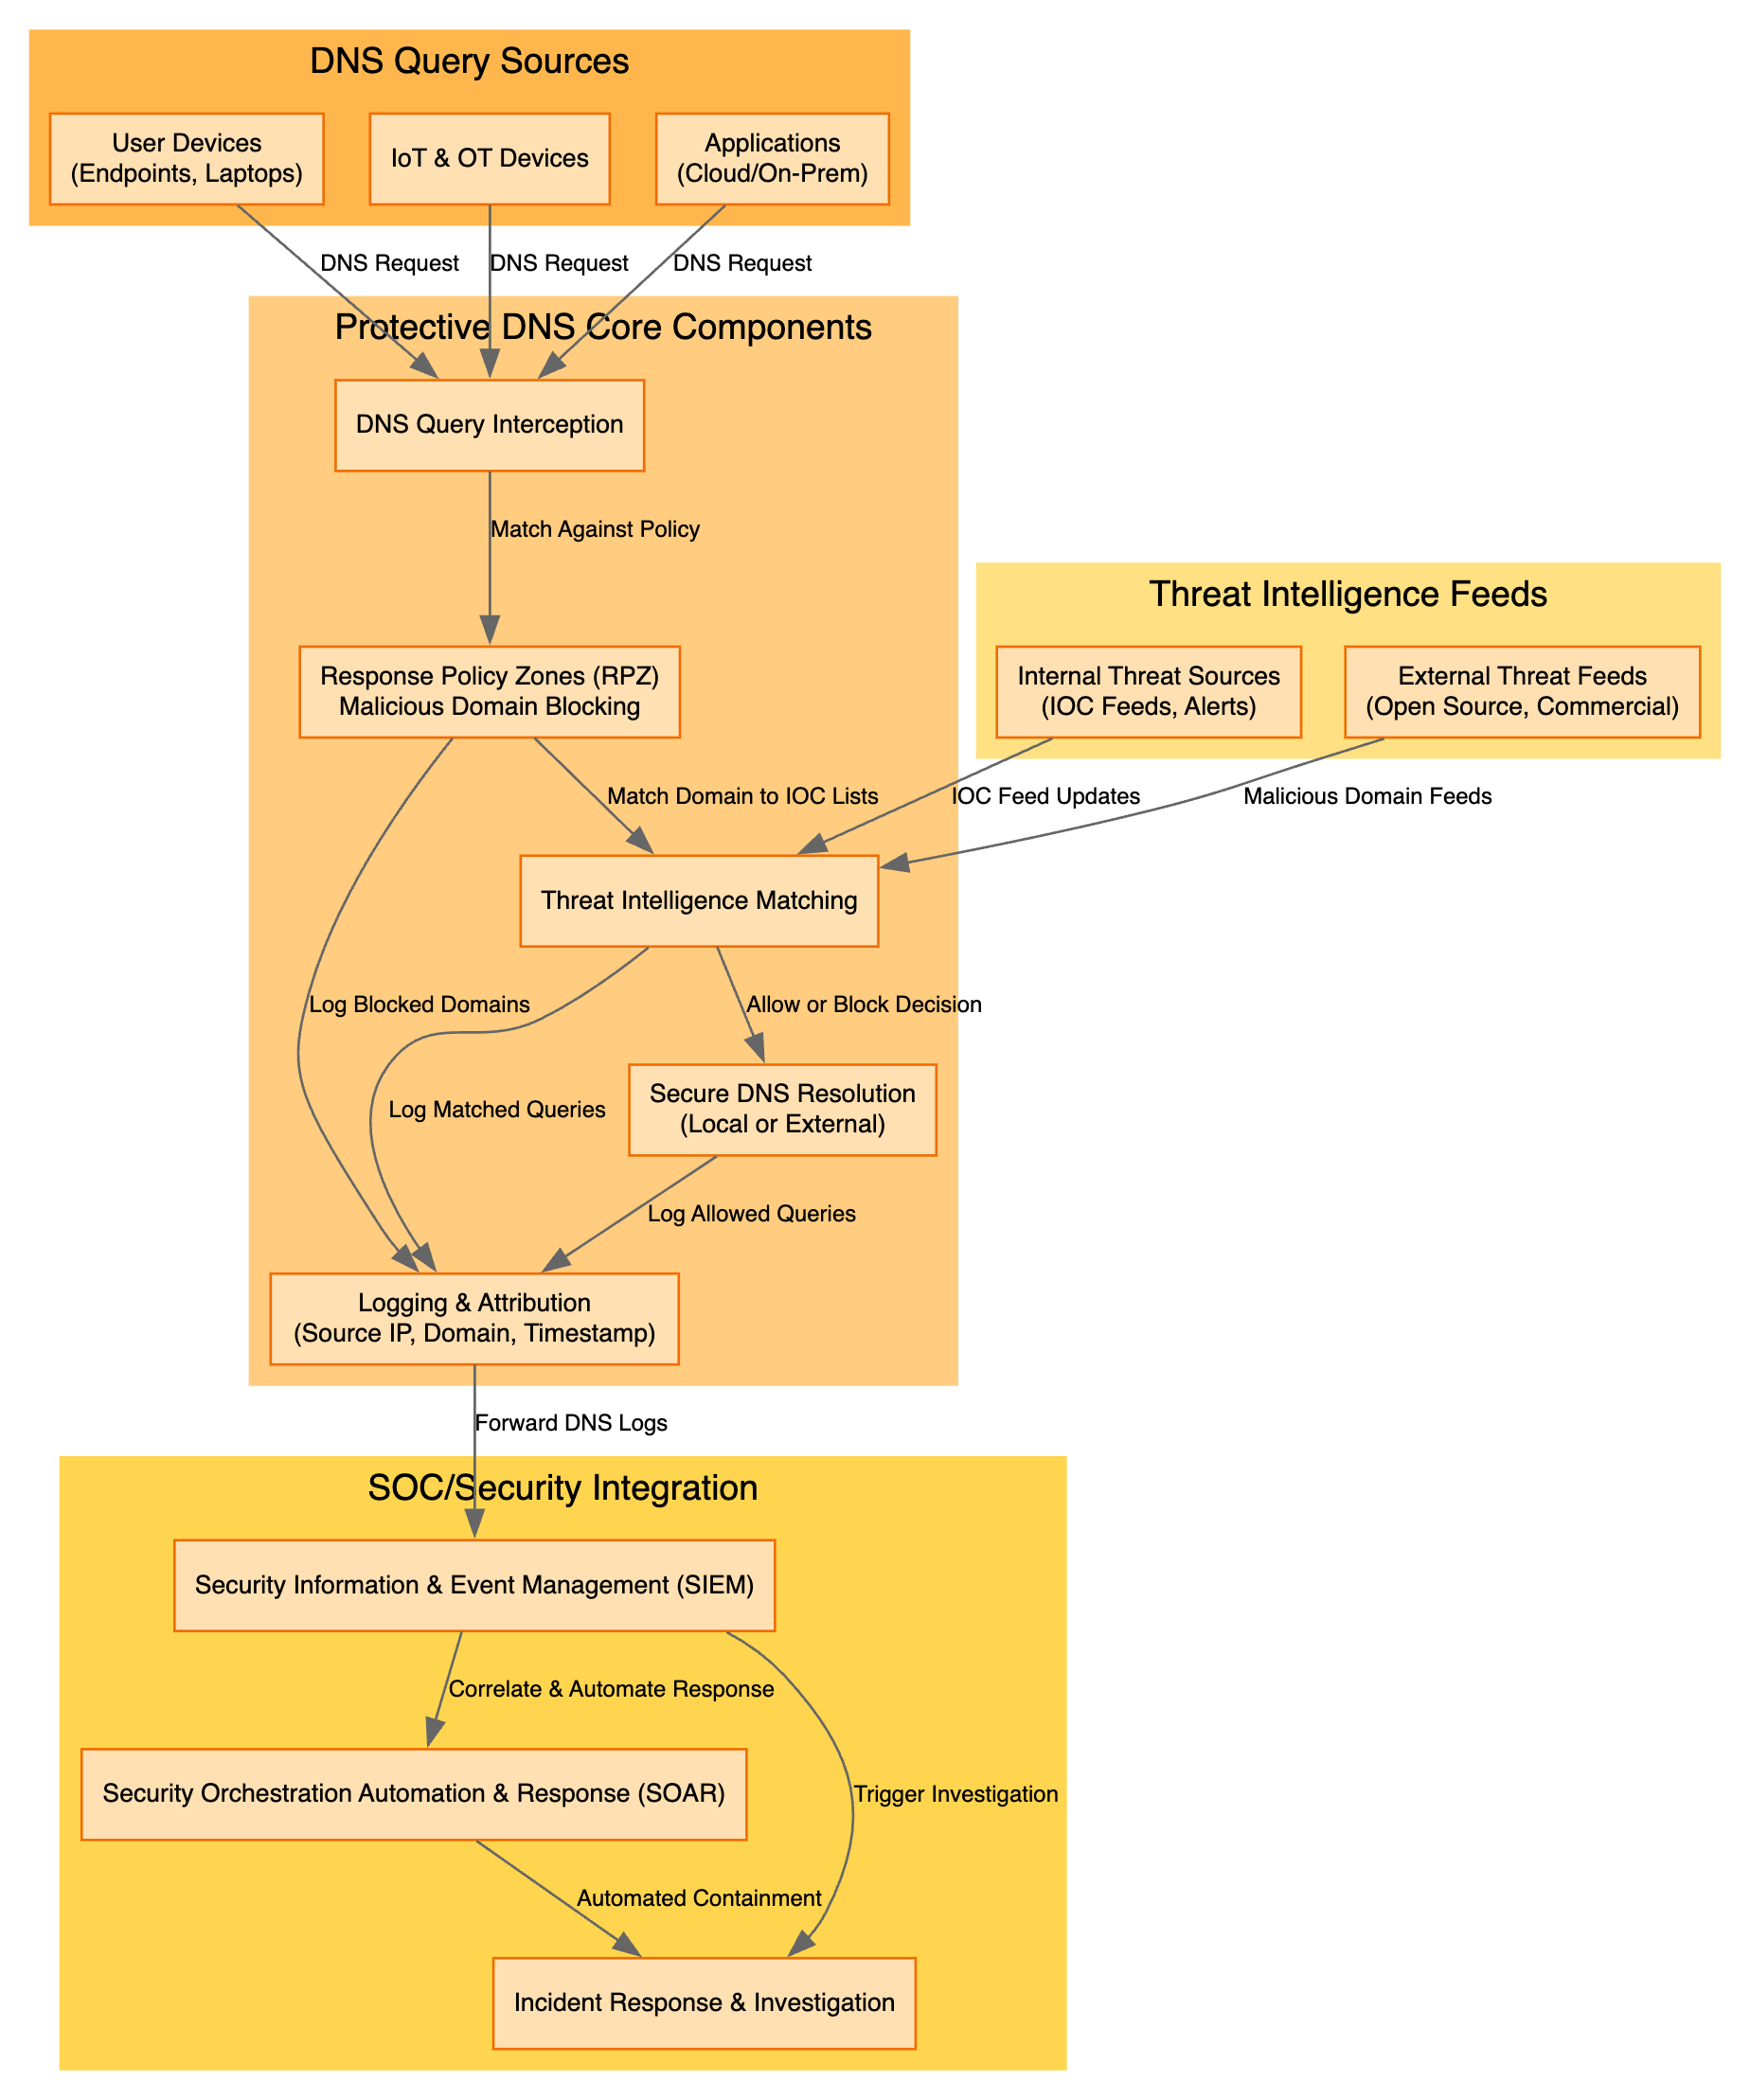 DNS Query Sources
User Devices
(Endpoints, Laptops)
IoT & OT Devices
Applications
(Cloud/On-Prem)
DNS Request
DNS Request
DNS Request
Protective DNS Core Components
DNS Query Interception
Match Against Policy
Threat Intelligence Feeds
Response Policy Zones (RPZ)
Malicious Domain Blocking
Internal Threat Sources
(IOC Feeds, Alerts)
External Threat Feeds
(Open Source, Commercial)
Match Domain to IOC Lists
IOC Feed Updates
Malicious Domain Feeds
Threat Intelligence Matching
Log Blocked Domains
Allow or Block Decision
Log Matched Queries
Secure DNS Resolution
(Local or External)
Log Allowed Queries
Logging & Attribution
(Source IP, Domain, Timestamp)
Forward DNS Logs
SOC/Security Integration
Security Information & Event Management (SIEM)
Correlate & Automate Response
Security Orchestration Automation & Response (SOAR)
Trigger Investigation
Automated Containment
Incident Response & Investigation